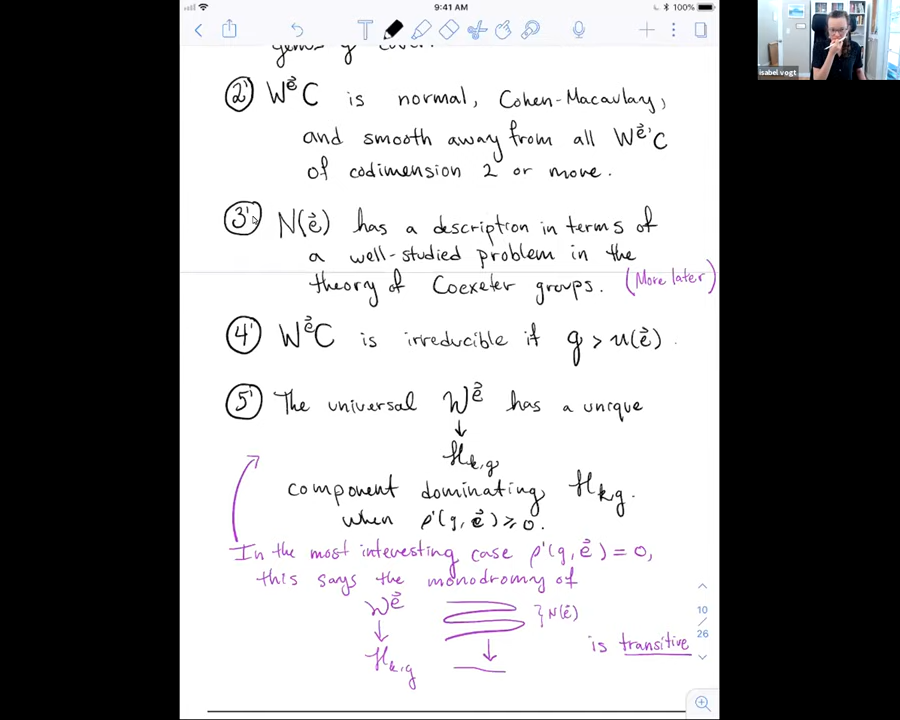 9:41 AM
100%
isabel vogt
genus g cover.
②' W^e⃗ C is normal, Cohen-Macaulay,
and smooth away from all W^e⃗' C
of codimension 2 or more.
③' N(e⃗) has a description in terms of
a well-studied problem in the
theory of Coexeter groups. (More later)
④' W^e⃗ C is irreducible if g > u(e⃗).
⑤' The universal W^e⃗ has a unique
↓
H_k,g
component dominating H_k,g.
when ρ'(g, e⃗) ≥ 0.
In the most interesting case ρ'(g, e⃗) = 0,
this says the monodromy of
W^e⃗ } N(e⃗)
↓ ↓ is transitive
H_k,g
10
/
26